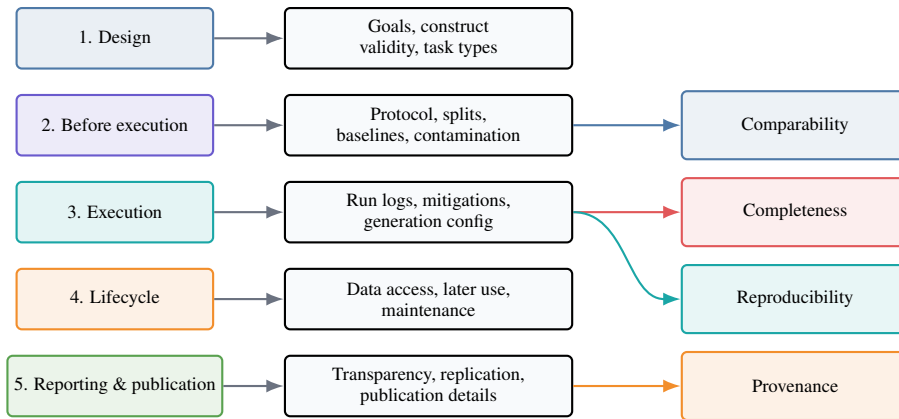 1. Design
Goals, construct
validity, task types
2. Before execution
Protocol, splits,
baselines, contamination
Comparability
3. Execution
Run logs, mitigations,
generation config
Completeness
4. Lifecycle
Data access, later use,
maintenance
Reproducibility
5. Reporting & publication
Transparency, replication,
publication details
Provenance